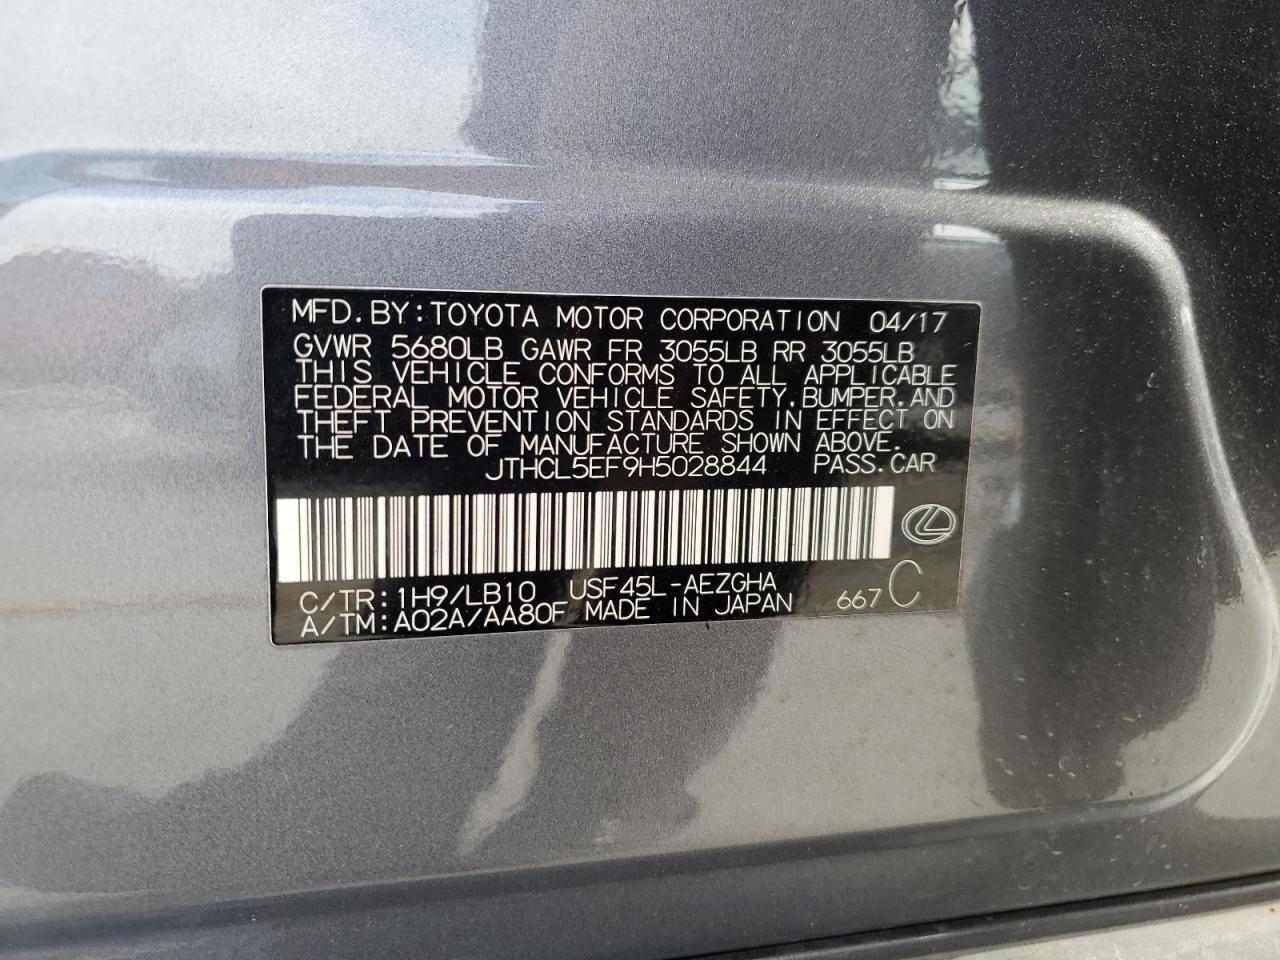 MFD.BY:TOYOTA MOTOR CORPORATION 04/17
GVWR 5680LB GAWR FR 3055LB RR 3055LB
THIS VEHICLE CONFORMS TO ALL APPLICABLE
FEDERAL MOTOR VEHICLE SAFETY,BUMPER,AND
THEFT PREVENTION STANDARDS IN EFFECT ON
THE DATE OF MANUFACTURE SHOWN ABOVE.
JTHCL5EF9H5028844 PASS.CAR
C/TR:1H9/LB10 USF45L-AEZGHA
A/TM:A02A/AA80F MADE IN JAPAN 667C